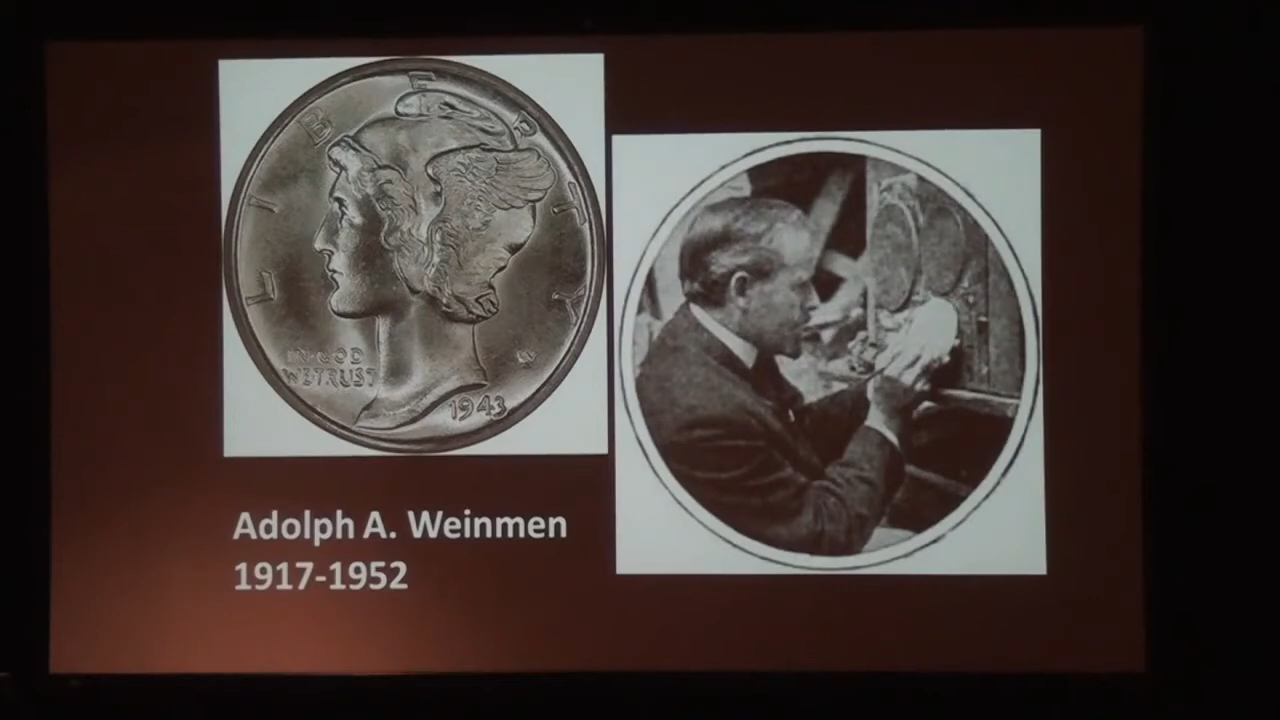 LIBERTY
IN GOD
WE TRUST
W
1943
Adolph A. Weinmen
1917-1952